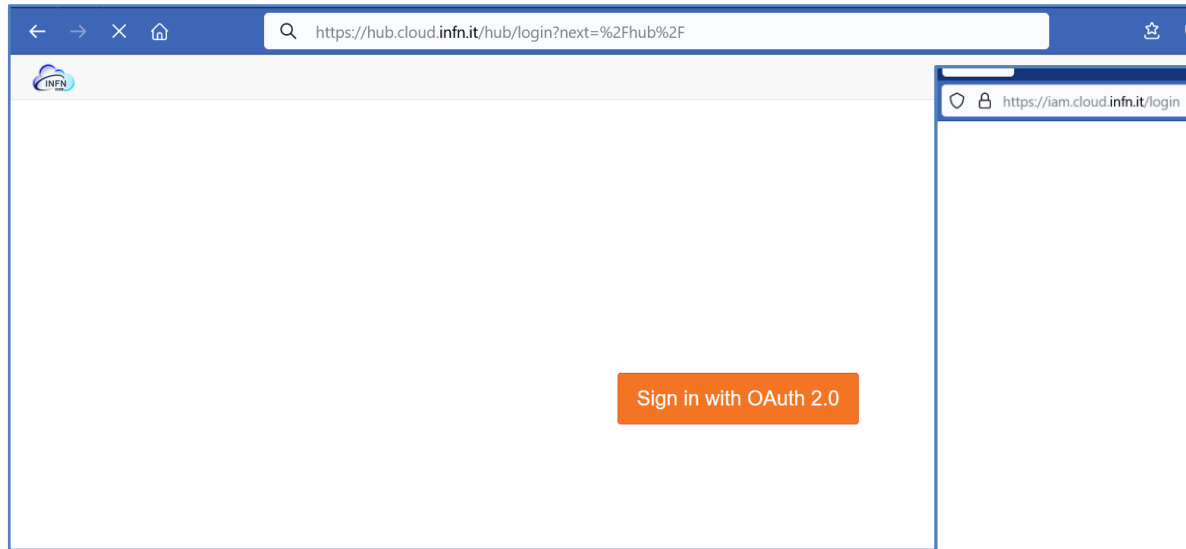 https://hub.cloud.infn.it/hub/login?next=%2Fhub%2F
INFN
https://iam.cloud.infn.it/login
Sign in with OAuth 2.0